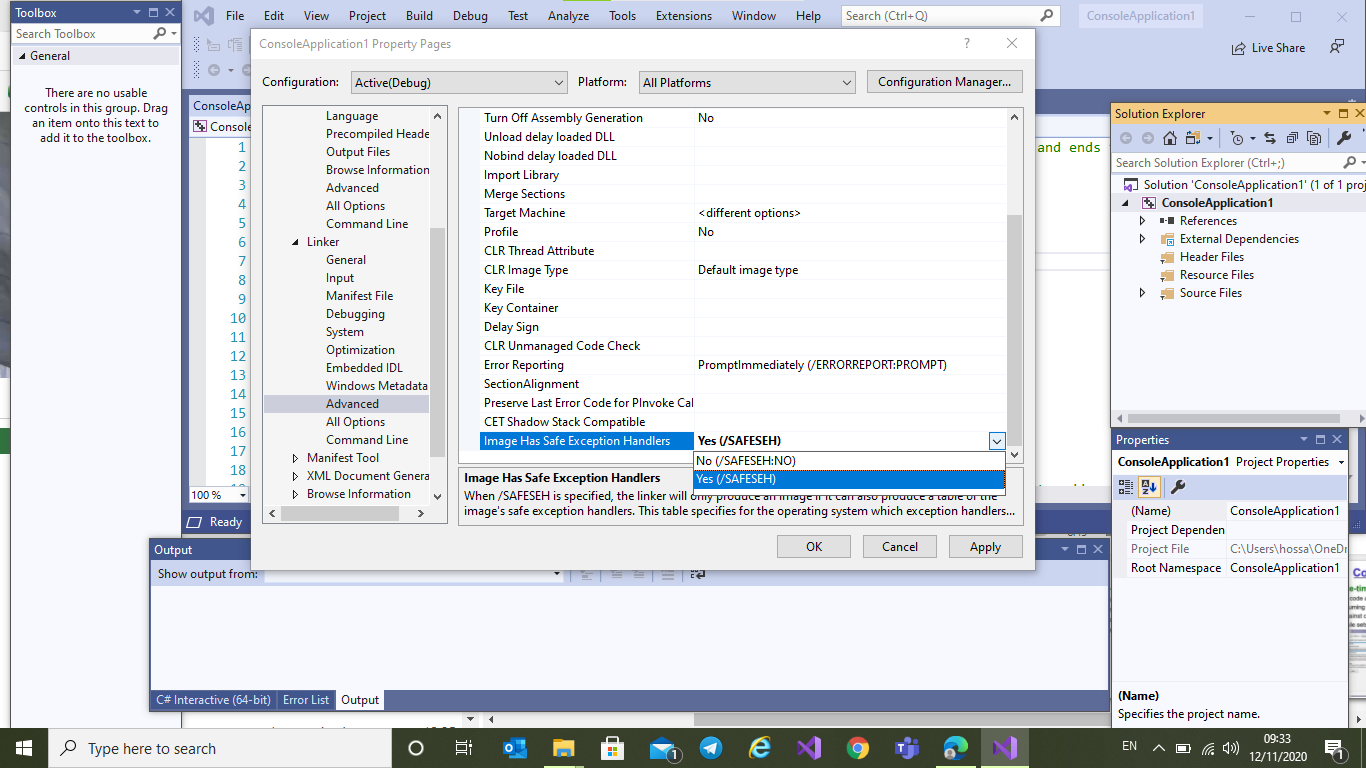 Toolbox
Search Toolbox
General
There are no usable
controls in this group. Drag
an item onto this text to
add it to the toolbox.
File Edit View Project Build Debug Test Analyze Tools Extensions Window Help
Search (Ctrl+Q)
ConsoleApplication1
Live Share
ConsoleAp
Console
1
2
3
4
5
6
7
8
9
10
11
12
13
14
15
16
17
18
and ends
100 %
Ready
ConsoleApplication1 Property Pages
?
Configuration: Active(Debug) Platform: All Platforms Configuration Manager...
Language
Precompiled Heade
Output Files
Browse Information
Advanced
All Options
Command Line
Linker
General
Input
Manifest File
Debugging
System
Optimization
Embedded IDL
Windows Metadata
Advanced
All Options
Command Line
Manifest Tool
XML Document Genera
Browse Information
Turn Off Assembly Generation No
Unload delay loaded DLL
Nobind delay loaded DLL
Import Library
Merge Sections
Target Machine <different options>
Profile No
CLR Thread Attribute
CLR Image Type Default image type
Key File
Key Container
Delay Sign
CLR Unmanaged Code Check
Error Reporting PromptImmediately (/ERRORREPORT:PROMPT)
SectionAlignment
Preserve Last Error Code for PInvoke Cal
CET Shadow Stack Compatible
Image Has Safe Exception Handlers Yes (/SAFESEH)
No (/SAFESEH:NO)
Yes (/SAFESEH)
Image Has Safe Exception Handlers
When /SAFESEH is specified, the linker will only produce an image if it can also produce a table of the
image's safe exception handlers. This table specifies for the operating system which exception handlers...
OK Cancel Apply
Output
Show output from:
C# Interactive (64-bit) Error List Output
Solution Explorer
Search Solution Explorer (Ctrl+;)
Solution 'ConsoleApplication1' (1 of 1 proj
ConsoleApplication1
References
External Dependencies
Header Files
Resource Files
Source Files
Properties
ConsoleApplication1 Project Properties
(Name) ConsoleApplication1
Project Dependen
Project File C:\Users\hossa\OneDr
Root Namespace ConsoleApplication1
(Name)
Specifies the project name.
Type here to search
1
EN
09:33
12/11/2020
1